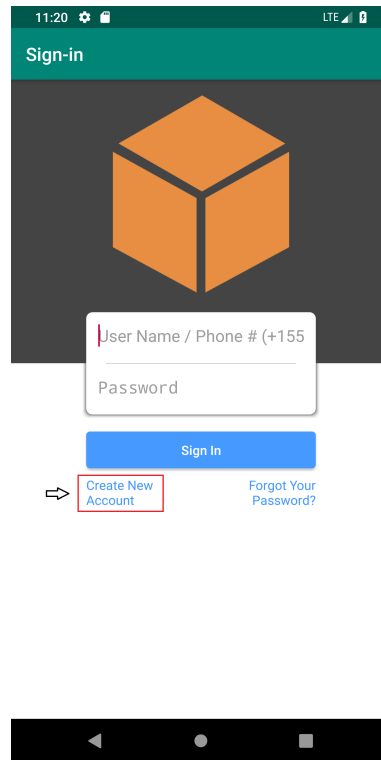 11:20 LTE
Sign-in
User Name / Phone # (+155
Password
Sign In
Create New
Account
Forgot Your
Password?